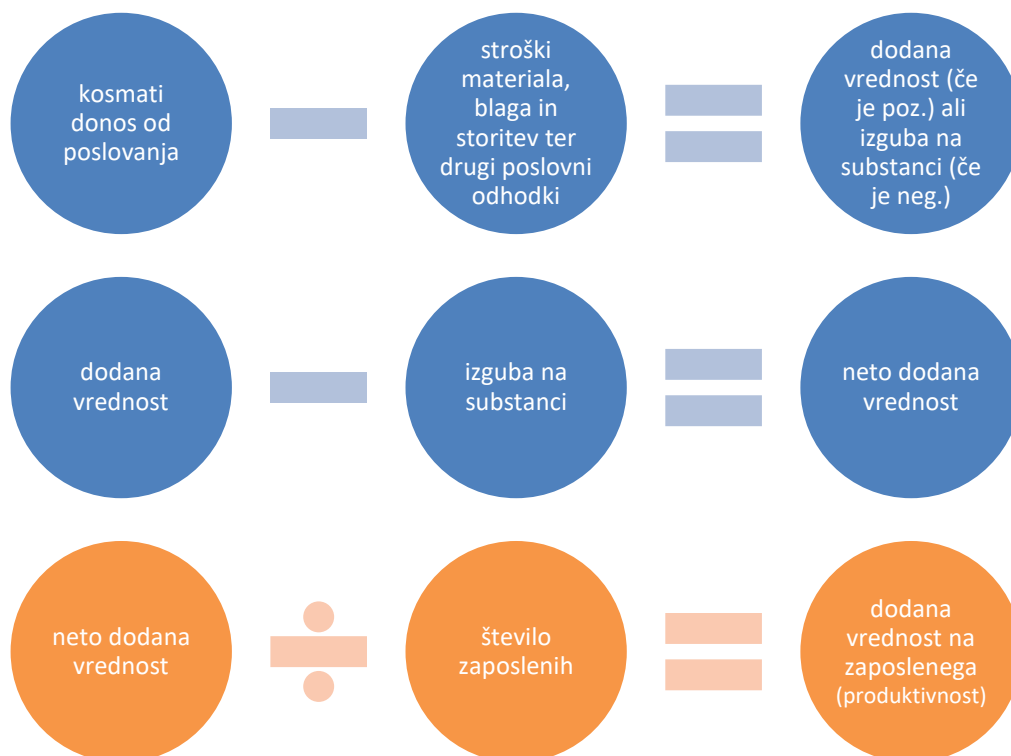 kosmati
donos od
poslovanja
stroški
materiala,
blaga in
storitev ter
drugi poslovni
odhodki
dodana
vrednost (če
je poz.) ali
izguba na
substanci (če
je neg.)
dodana
vrednost
izguba na
substanci
neto dodana
vrednost
neto dodana
vrednost
število
zaposlenih
dodana
vrednost na
zaposlenega
(produktivnost)